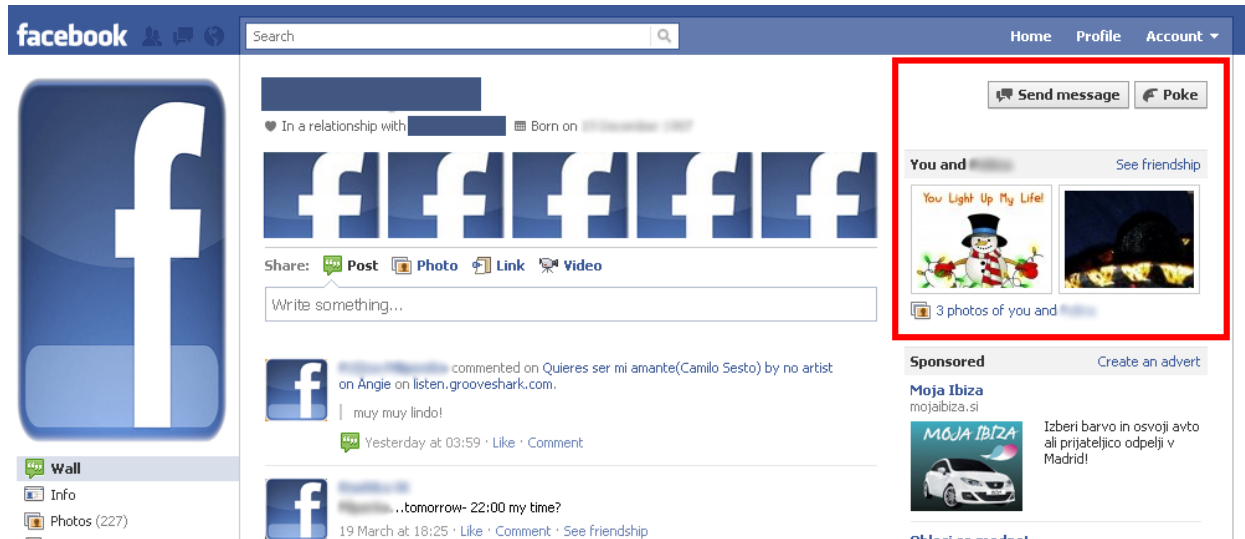 facebook
Search
Home Profile Account
Send message Poke
In a relationship with
Born on
You and
See friendship
You Light Up My Life!
3 photos of you and
Share: Post Photo Link Video
Write something...
commented on Quieres ser mi amante(Camilo Sesto) by no artist
on Angie on listen.grooveshark.com.
muy muy lindo!
Yesterday at 03:59 · Like · Comment
...tomorrow- 22:00 my time?
19 March at 18:25 · Like · Comment · See friendship
Wall
Info
Photos (227)
Sponsored
Create an advert
Moja Ibiza
mojaibiza.si
MOJA IBIZA
Izberi barvo in osvoji avto
ali prijateljico odpelji v
Madrid!